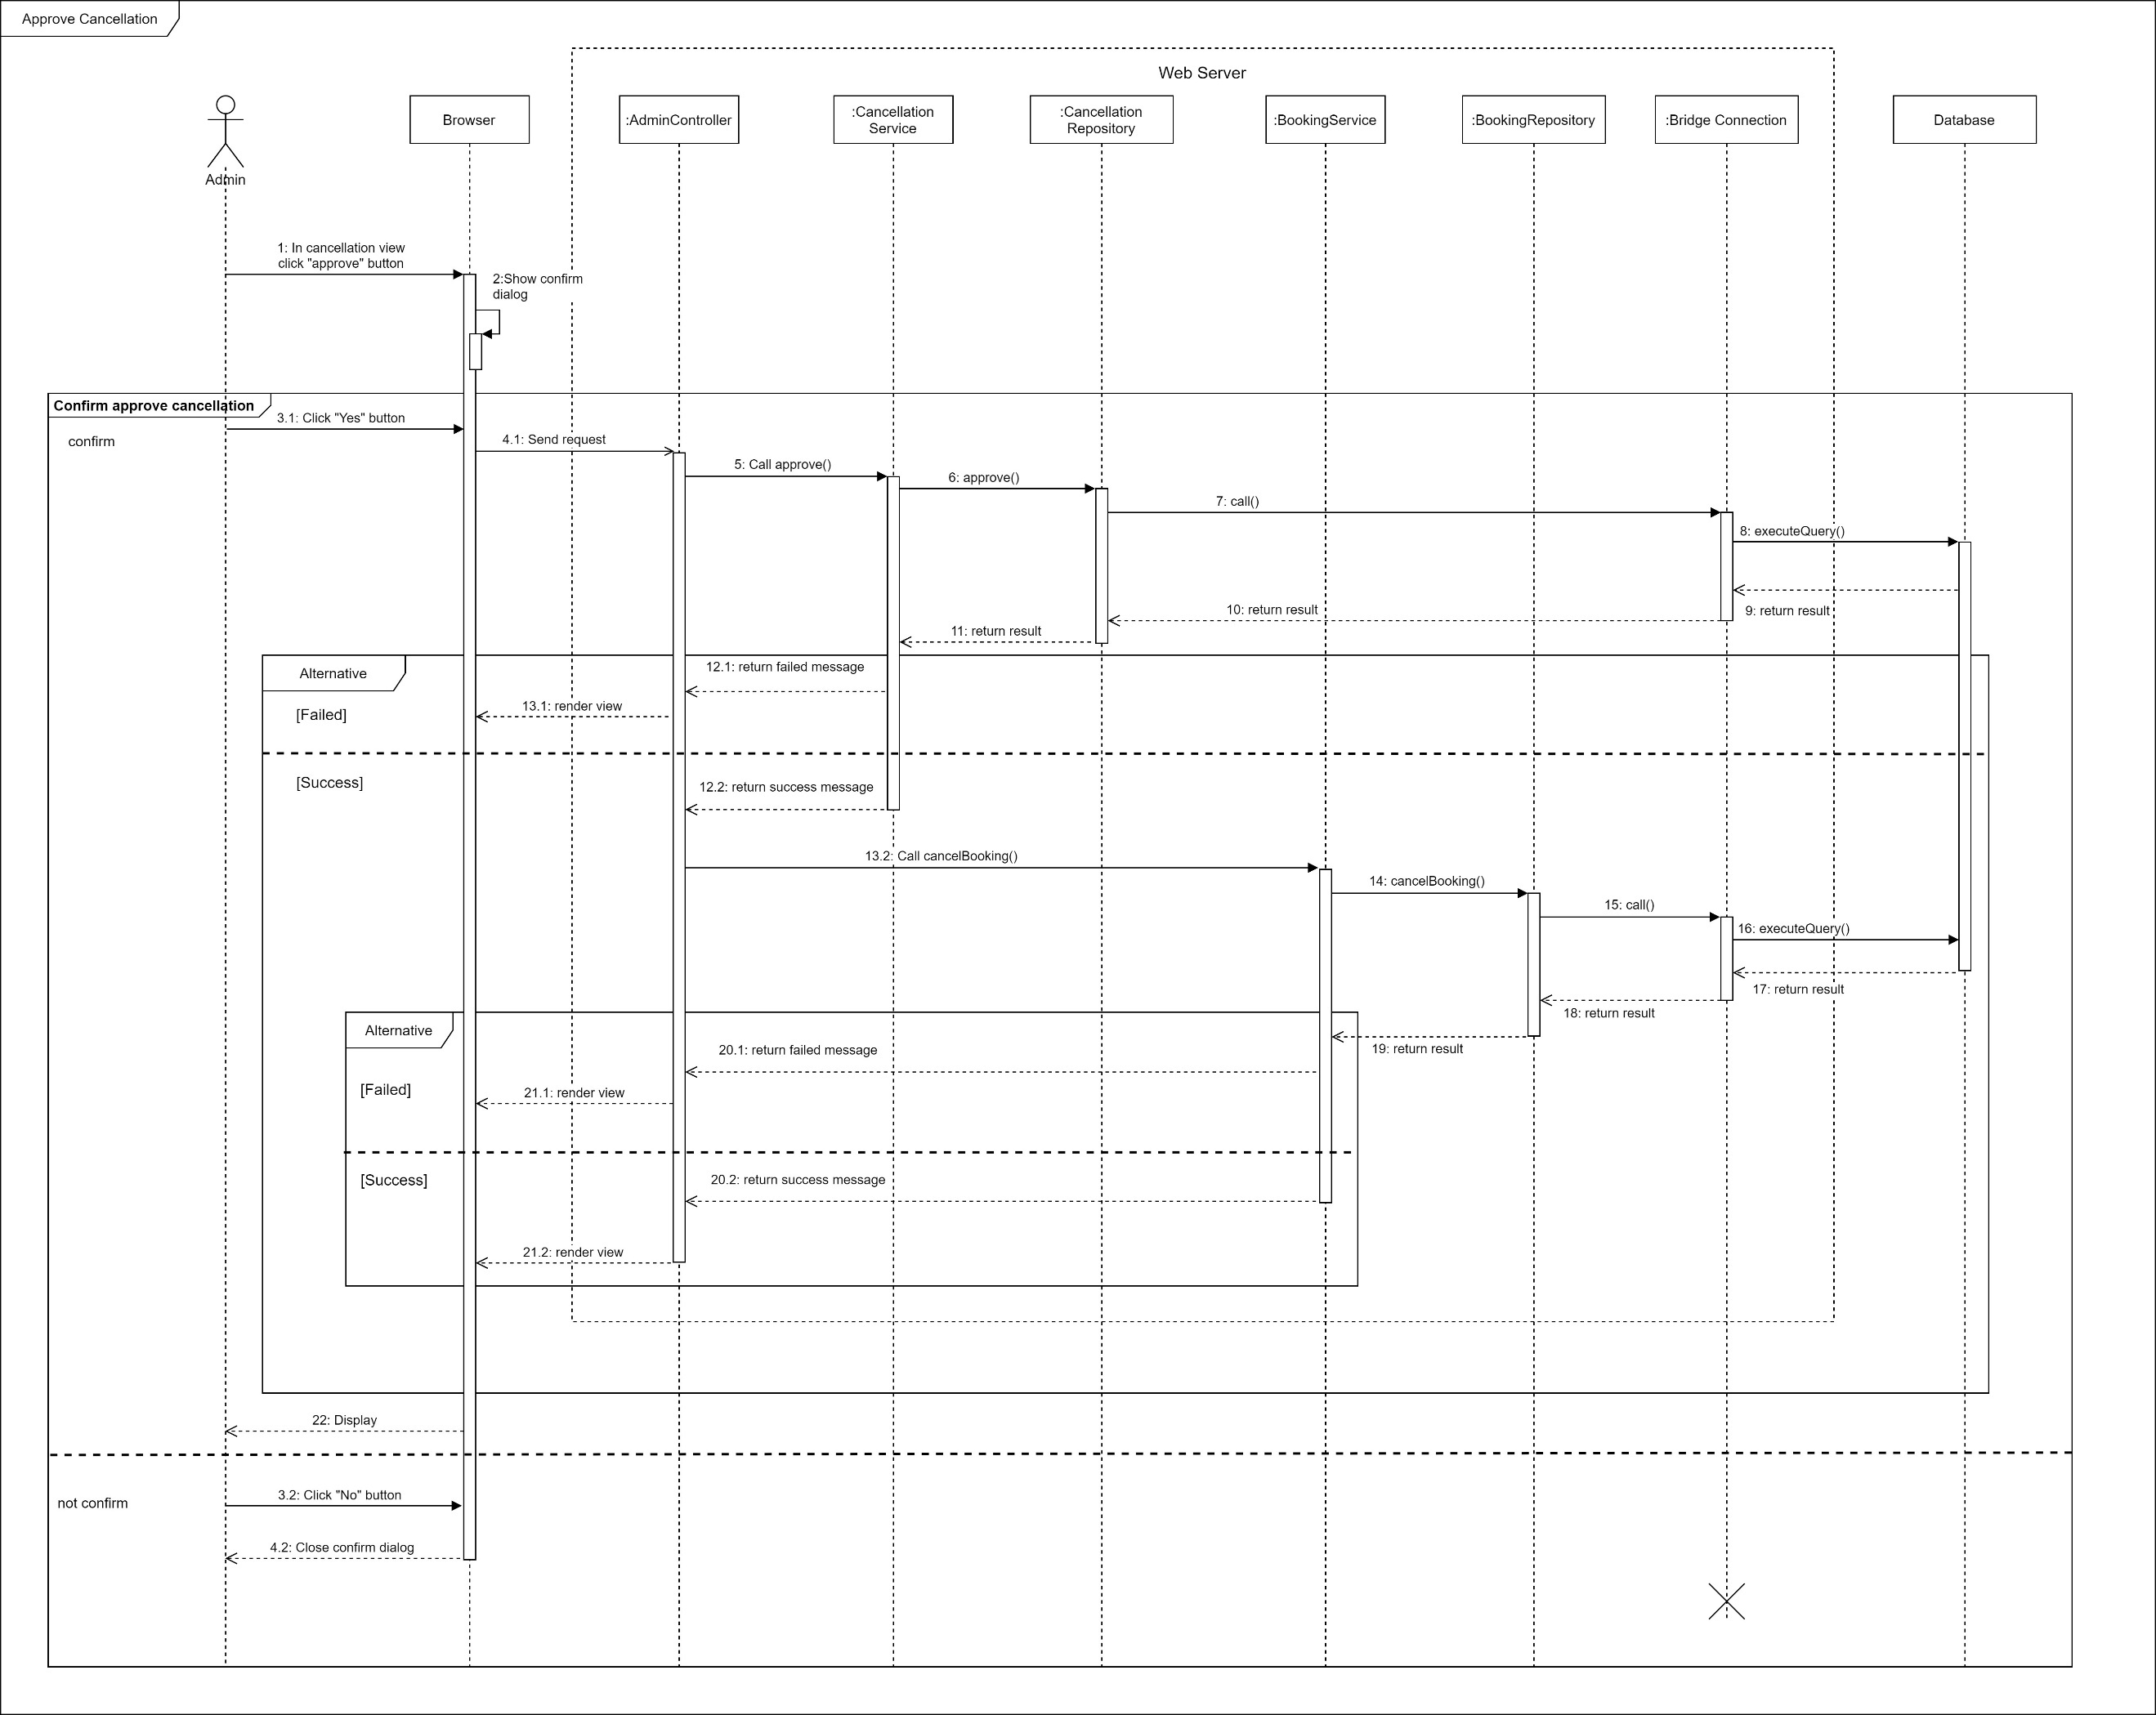 Approve Cancellation
Web Server
Admin
Browser
:AdminController
:Cancellation
Service
:Cancellation
Repository
:BookingService
:BookingRepository
:Bridge Connection
Database
1: In cancellation view
click "approve" button
2:Show confirm
dialog
Confirm approve cancellation
3.1: Click "Yes" button
confirm
4.1: Send request
5: Call approve()
6: approve()
7: call()
8: executeQuery()
9: return result
10: return result
11: return result
Alternative
12.1: return failed message
13.1: render view
[Failed]
[Success]
12.2: return success message
13.2: Call cancelBooking()
14: cancelBooking()
15: call()
16: executeQuery()
17: return result
18: return result
19: return result
Alternative
20.1: return failed message
[Failed]
21.1: render view
[Success]
20.2: return success message
21.2: render view
22: Display
3.2: Click "No" button
not confirm
4.2: Close confirm dialog